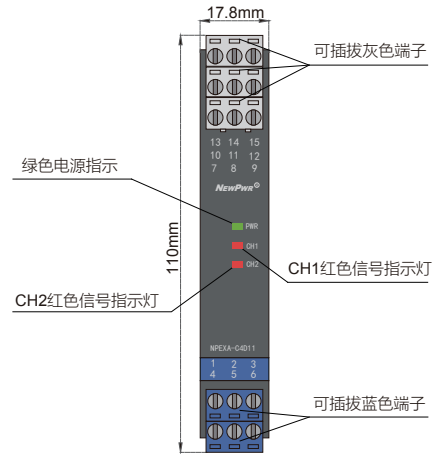 17.8mm
可插拔灰色端子
13 14 15
10 11 12
7 8 9
绿色电源指示
NEWPWR®
110mm
PWR
CH1
CH1红色信号指示灯
CH2
CH2红色信号指示灯
NPEXA-C4D11
1 2 3
4 5 6
可插拔蓝色端子